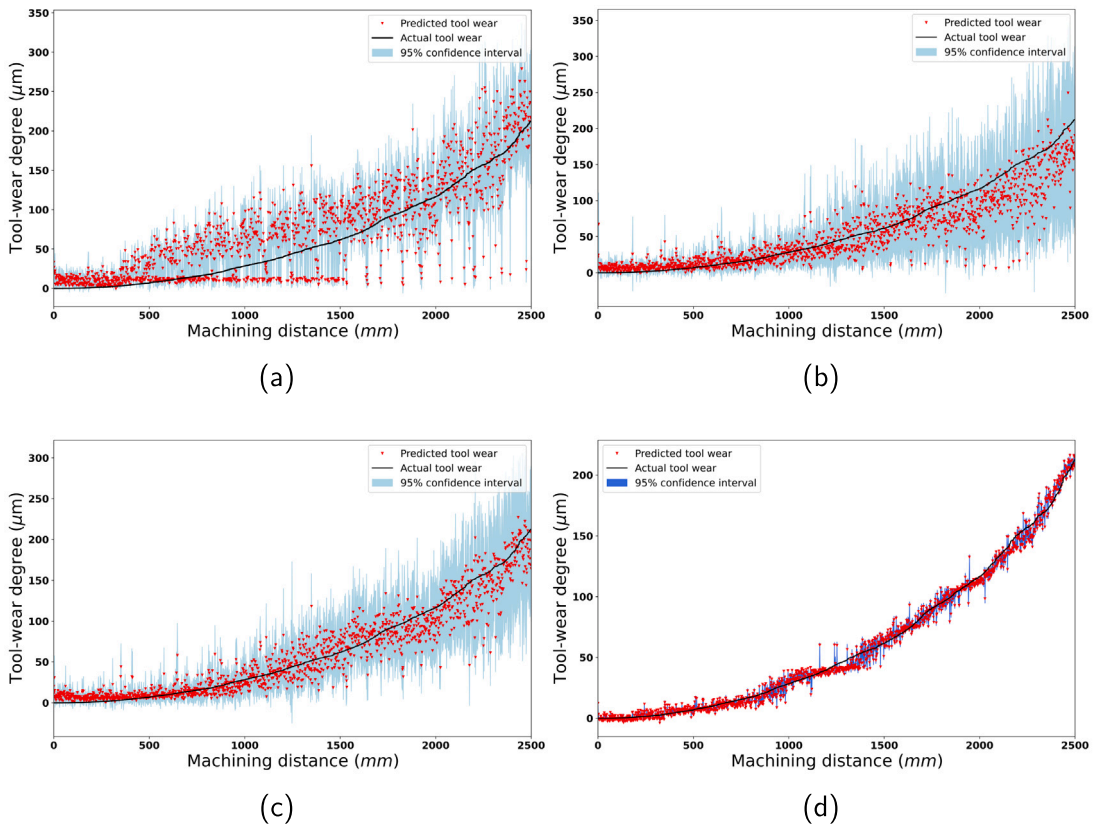 Predicted tool wear
Actual tool wear
95% confidence interval
350
300
250
200
150
100
50
0
Tool-wear degree (μm)
0 500 1000 1500 2000 2500
Machining distance (mm)
(a)
Predicted tool wear
Actual tool wear
95% confidence interval
350
300
250
200
150
100
50
0
Tool-wear degree (μm)
0 500 1000 1500 2000 2500
Machining distance (mm)
(b)
Predicted tool wear
Actual tool wear
95% confidence interval
300
250
200
150
100
50
0
Tool-wear degree (μm)
0 500 1000 1500 2000 2500
Machining distance (mm)
(c)
Predicted tool wear
Actual tool wear
95% confidence interval
200
150
100
50
0
Tool-wear degree (μm)
0 500 1000 1500 2000 2500
Machining distance (mm)
(d)